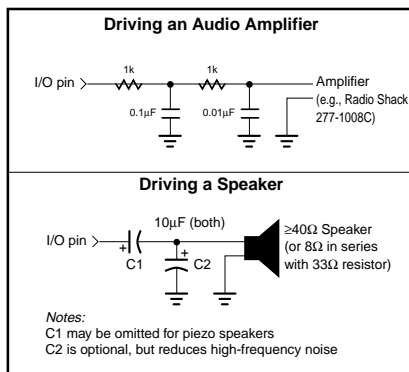 Driving an Audio Amplifier
1k
1k
I/O pin
Amplifier
(e.g., Radio Shack
277-1008C)
0.1µF
0.01µF
Driving a Speaker
10µF (both)
I/O pin
+
C1
+
C2
≥40Ω Speaker
(or 8Ω in series
with 33Ω resistor)
Notes:
C1 may be omitted for piezo speakers
C2 is optional, but reduces high-frequency noise